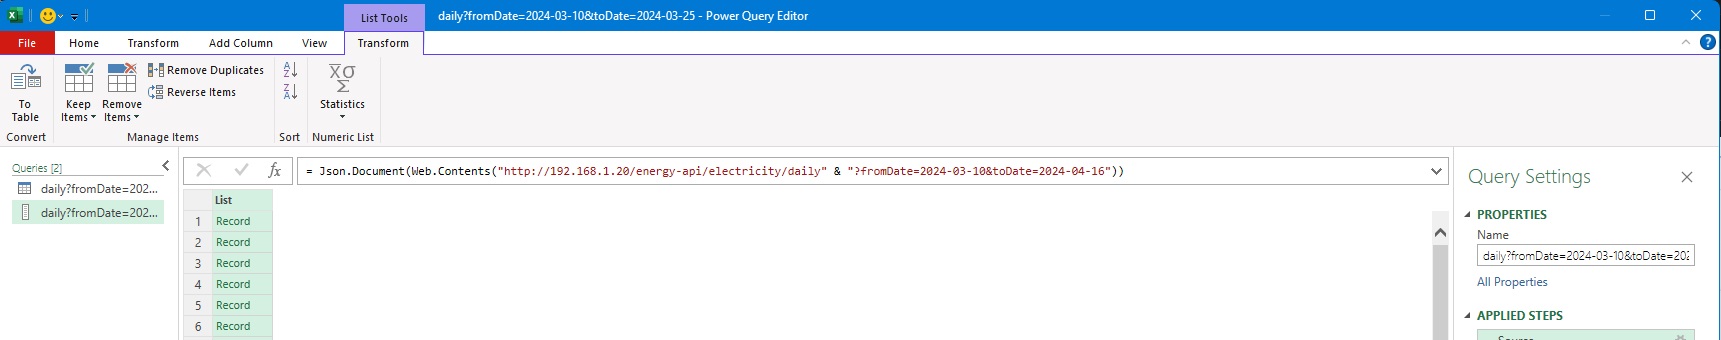 daily?fromDate=2024-03-10&toDate=2024-03-25 - Power Query Editor
List Tools
File Home Transform Add Column View Transform
To Table
Keep Items
Remove Items
Remove Duplicates
Reverse Items
Statistics
Convert Manage Items Sort Numeric List
Queries [2]
daily?fromDate=202...
daily?fromDate=202...
fx
= Json.Document(Web.Contents("http://192.168.1.20/energy-api/electricity/daily" & "?fromDate=2024-03-10&toDate=2024-04-16"))
List
1 Record
2 Record
3 Record
4 Record
5 Record
6 Record
Query Settings
PROPERTIES
Name
daily?fromDate=2024-03-10&toDate=202
All Properties
APPLIED STEPS
Source